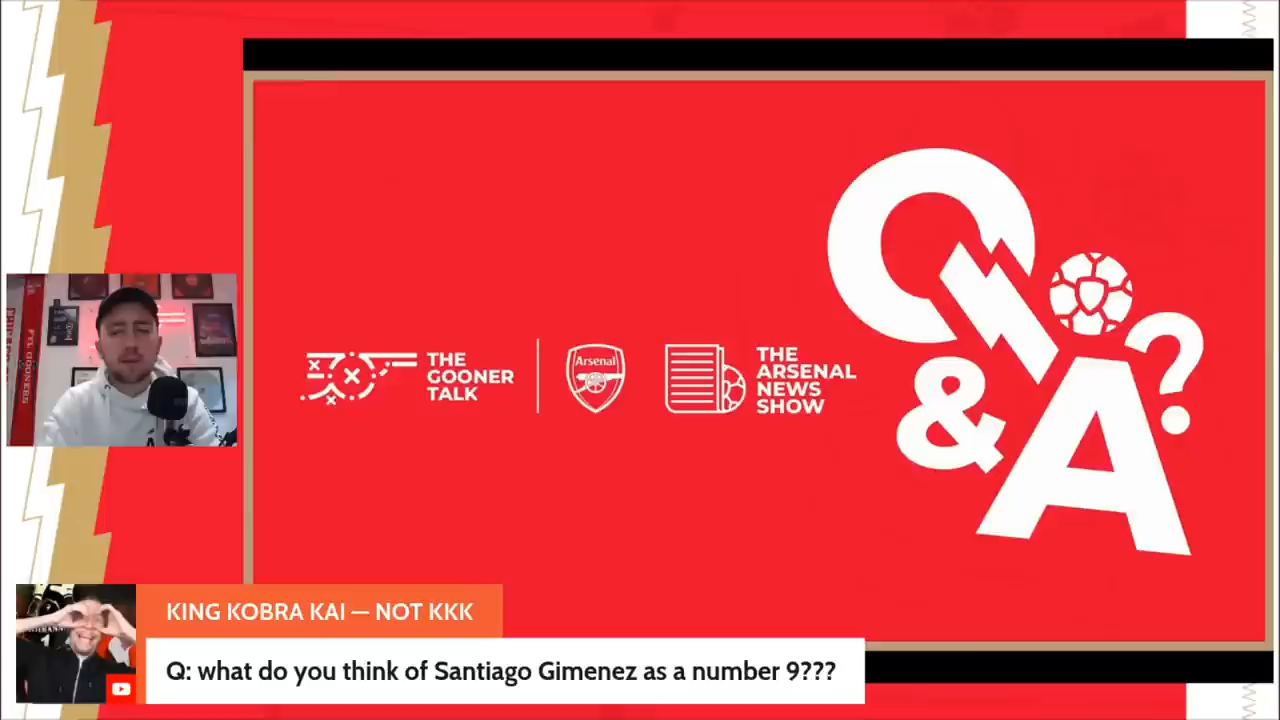 THE
GOONER
TALK
Arsenal
THE
ARSENAL
NEWS
SHOW
Q
&
A?
KING KOBRA KAI — NOT KKK
Q: what do you think of Santiago Gimenez as a number 9???